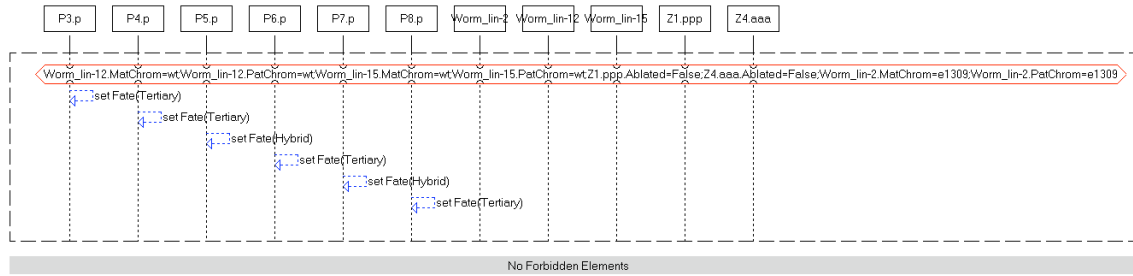 P3.p P4.p P5.p P6.p P7.p P8.p Worm_lin-2 Worm_lin-12 Worm_lin-15 Z1.ppp Z4.aaa
Worm_lin-12.MatChrom=wt;Worm_lin-12.PatChrom=wt;Worm_lin-15.MatChrom=wt;Worm_lin-15.PatChrom=wt;Z1.ppp.Ablated=False;Z4.aaa.Ablated=False;Worm_lin-2.MatChrom=e1309;Worm_lin-2.PatChrom=e1309
set Fate(Tertiary)
set Fate(Tertiary)
set Fate(Hybrid)
set Fate(Tertiary)
set Fate(Hybrid)
set Fate(Tertiary)
No Forbidden Elements